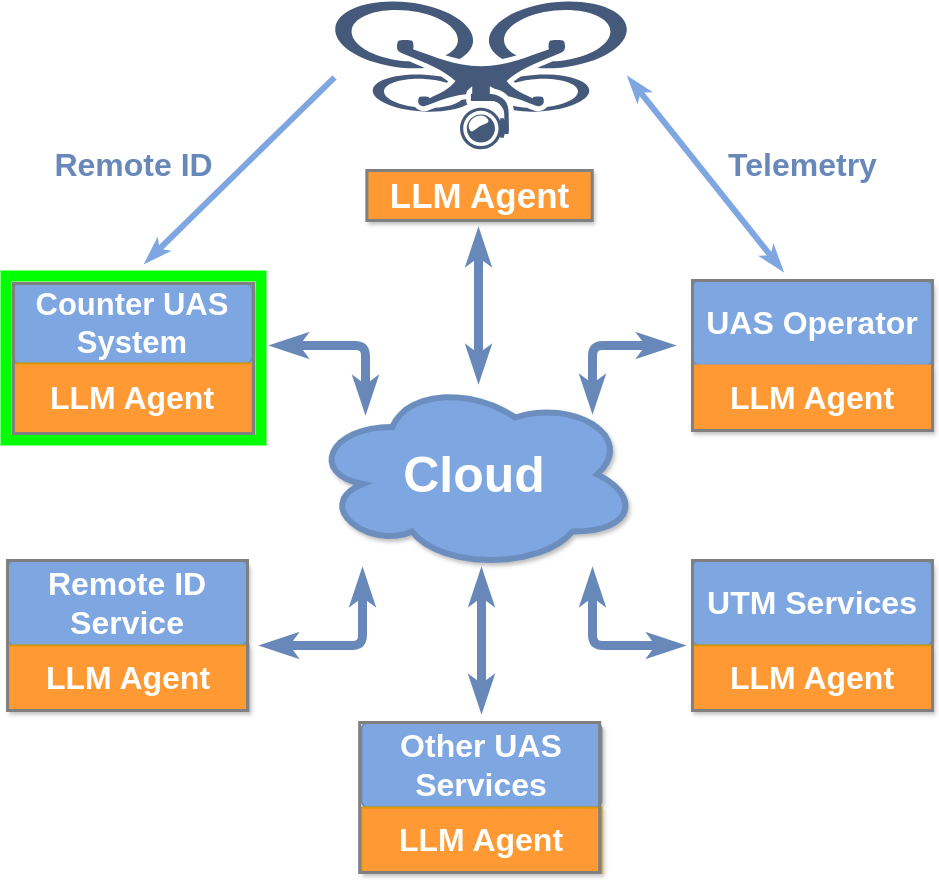 Remote ID
Telemetry
LLM Agent
Counter UAS
System
LLM Agent
UAS Operator
LLM Agent
Cloud
Remote ID
Service
LLM Agent
UTM Services
LLM Agent
Other UAS
Services
LLM Agent